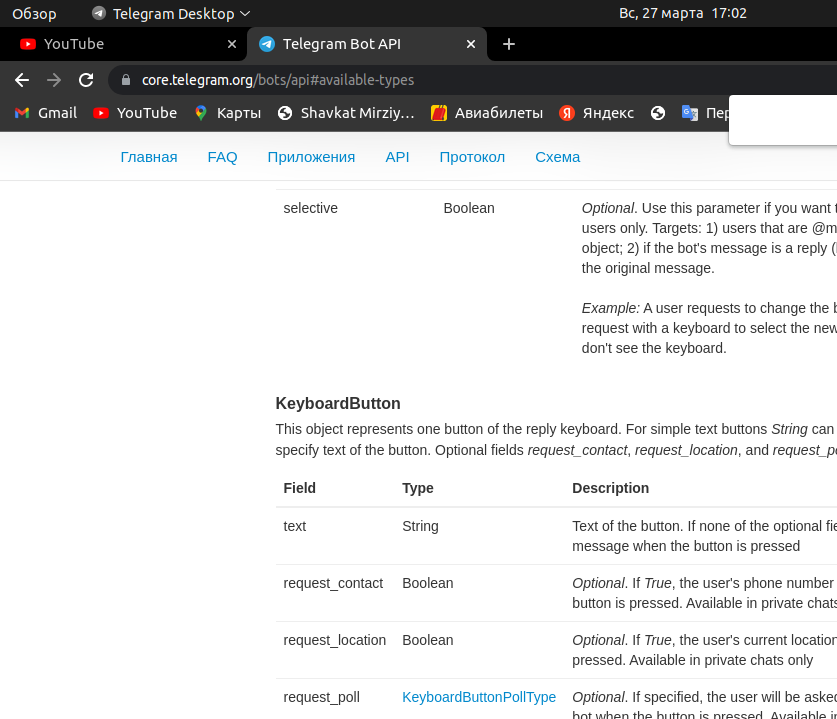 Обзор
Telegram Desktop
Вс, 27 марта 17:02
YouTube
Telegram Bot API
core.telegram.org/bots/api#available-types
Gmail
YouTube
Карты
Shavkat Mirziy…
Авиабилеты
Яндекс
Главная
FAQ
Приложения
API
Протокол
Схема
selective Boolean Optional. Use this parameter if you want
users only. Targets: 1) users that are
object; 2) if the bot's message is a reply
the original message.
Example: A user requests to change the
request with a keyboard to select the new
don't see the keyboard.
KeyboardButton
This object represents one button of the reply keyboard. For simple text buttons String can
specify text of the button. Optional fields request_contact, request_location, and
Field Type Description
text String Text of the button. If none of the optional
message when the button is pressed
request_contact Boolean Optional. If True, the user's phone number
button is pressed. Available in private chats
request_location Boolean Optional. If True, the user's current location
pressed. Available in private chats only
request_poll KeyboardButtonPollType Optional. If specified, the user will be asked
bot when the button is pressed. Available